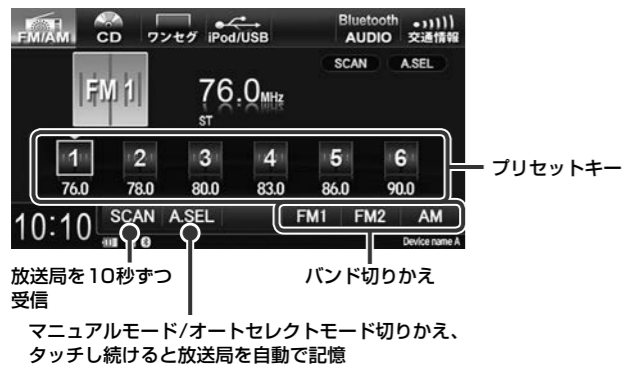 FM/AM CD ワンセグ iPod/USB Bluetooth AUDIO 交通情報
SCAN A.SEL
FM 1 76.0MHz
ST
1 2 3 4 5 6
76.0 78.0 80.0 83.0 86.0 90.0
プリセットキー
10:10 SCAN A.SEL FM1 FM2 AM
Device name A
放送局を10秒ずつ
受信
バンド切りかえ
マニュアルモード/オートセレクトモード切りかえ、
タッチし続けると放送局を自動で記憶